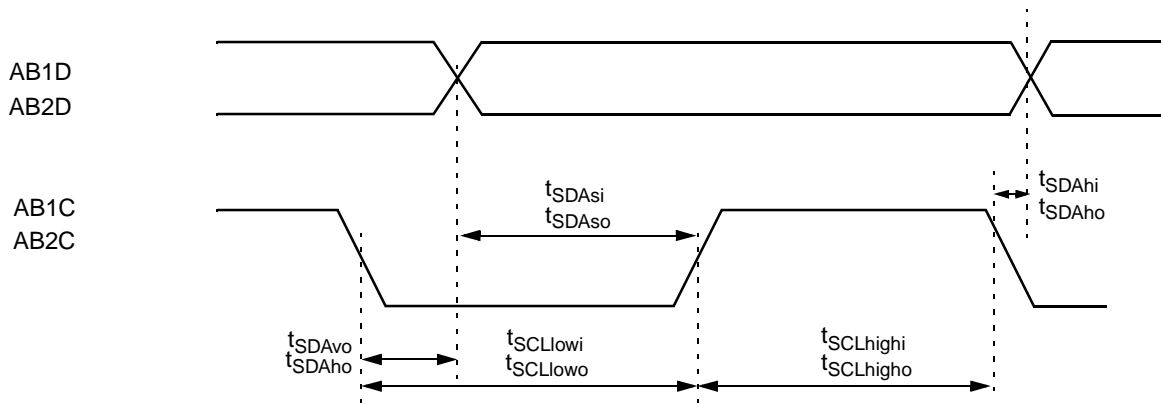 AB1D
AB2D
AB1C
AB2C
tSDAsi
tSDAso
tSDAhi
tSDAho
tSDAvo
tSDAho
tSCLlowi
tSCLlowo
tSCLhighi
tSCLhigho